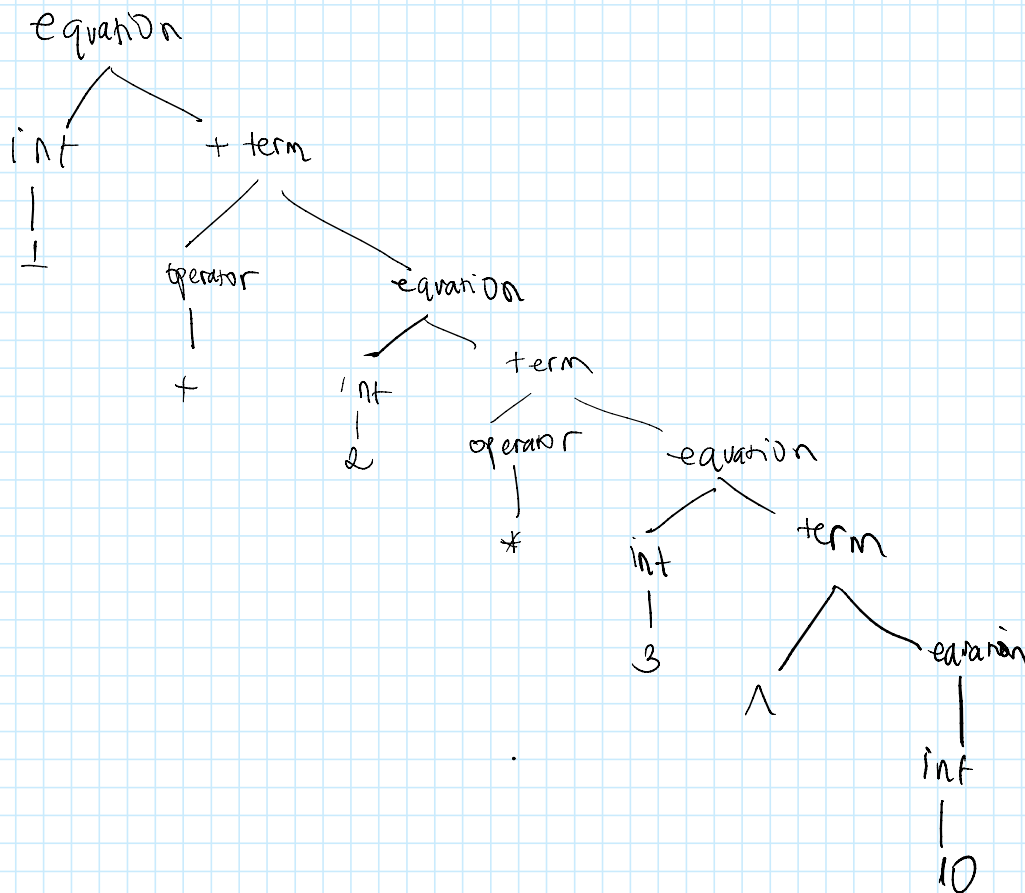 equation
int + term
1
operator equation
+ int term
2 operator equation
* int term
3
^ equation
int
10